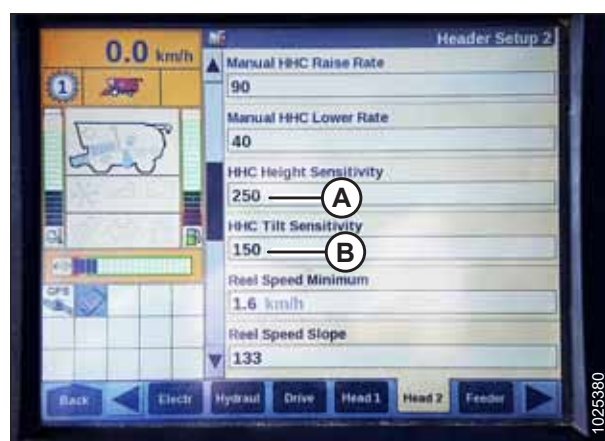 0.0 km/h
Header Setup 2
Manual HHC Raise Rate
90
1
Manual HHC Lower Rate
40
HHC Height Sensitivity
250
A
HHC Tilt Sensitivity
150
B
Reel Speed Minimum
1.6 km/h
GPS
Reel Speed Slope
133
Back Electr Hydraul Drive Head 1 Head 2 Feeder
1025380